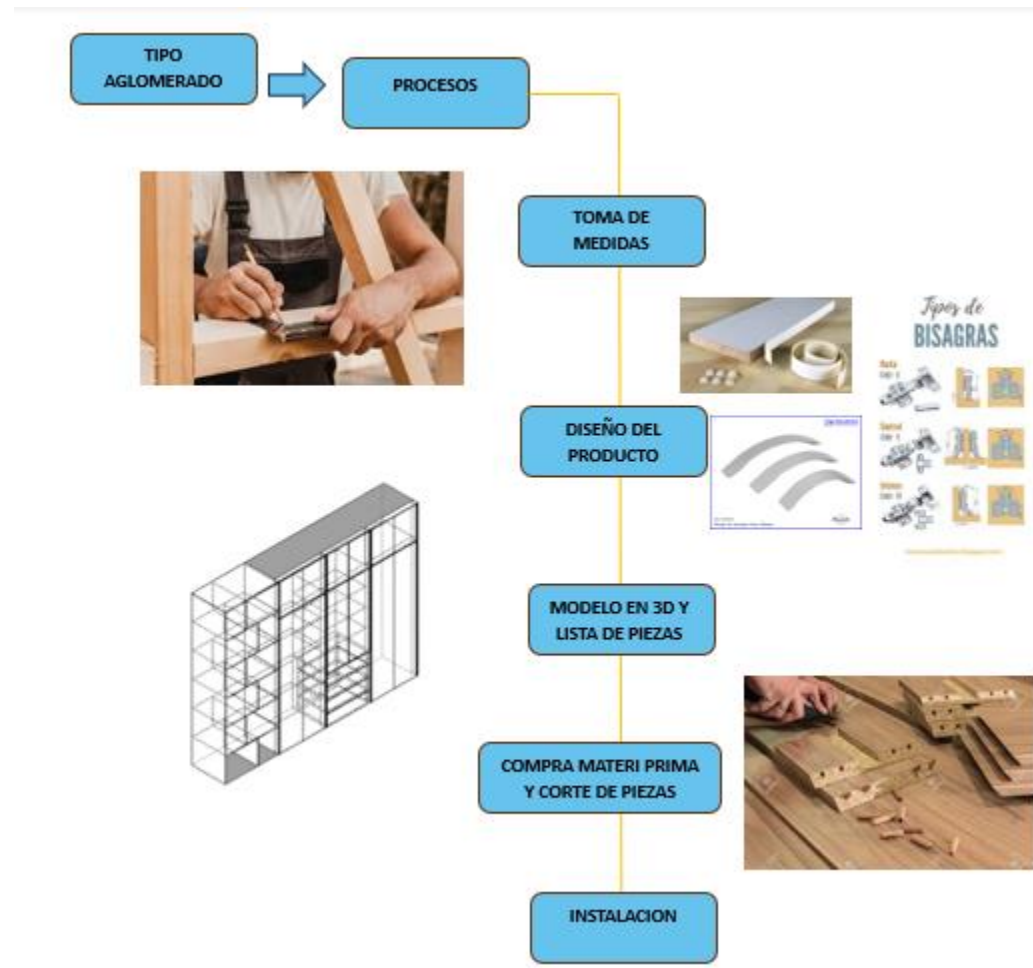 TIPO
AGLOMERADO
PROCESOS
TOMA DE
MEDIDAS
Tipos de
BISAGRAS
DISEÑO DEL
PRODUCTO
MODELO EN 3D Y
LISTA DE PIEZAS
COMPRA MATERI PRIMA
Y CORTE DE PIEZAS
INSTALACION